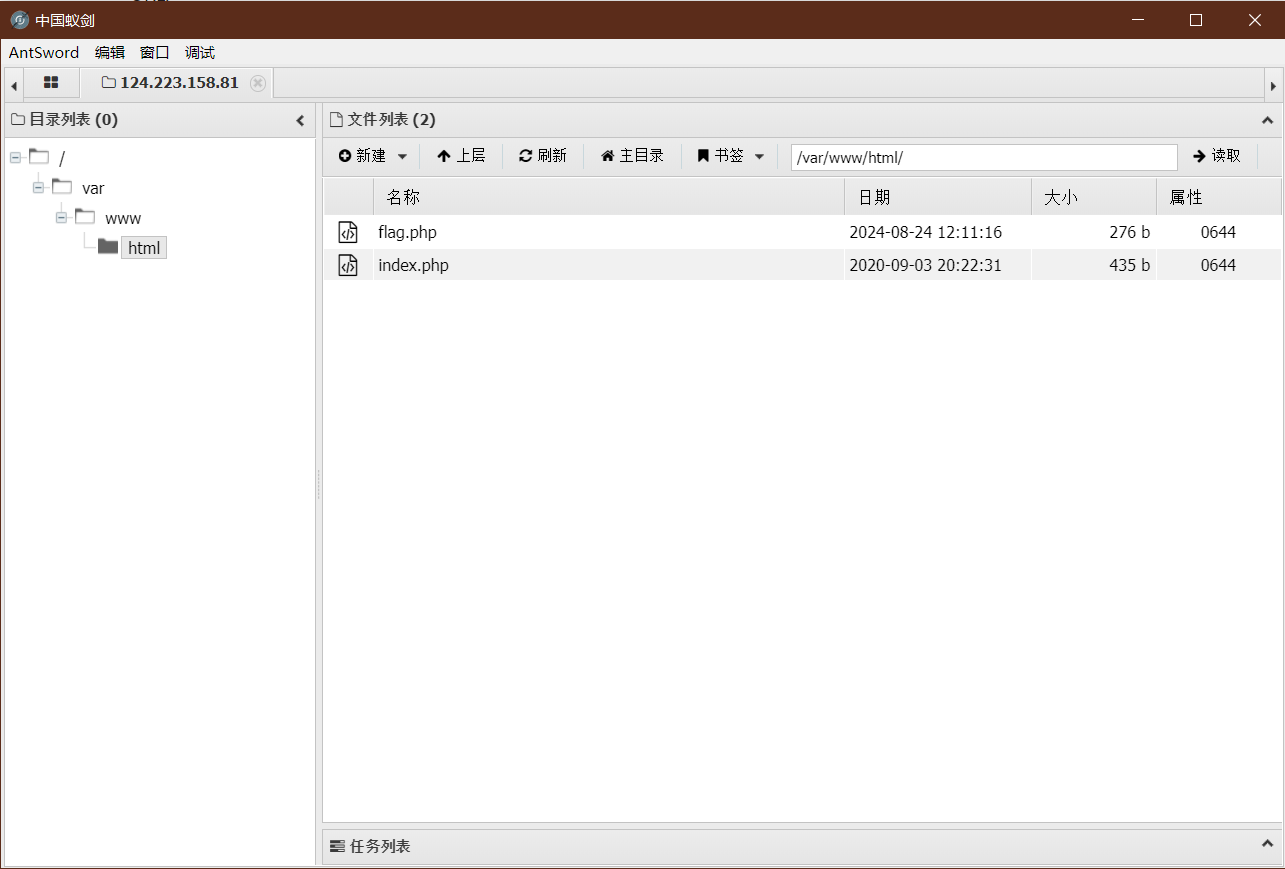 中国蚁剑
AntSword 编辑 窗口 调试
124.223.158.81
目录列表 (0)
/
var
www
html
文件列表 (2)
新建 上层 刷新 主目录 书签 /var/www/html/ 读取
名称 日期 大小 属性
flag.php 2024-08-24 12:11:16 276 b 0644
index.php 2020-09-03 20:22:31 435 b 0644
任务列表